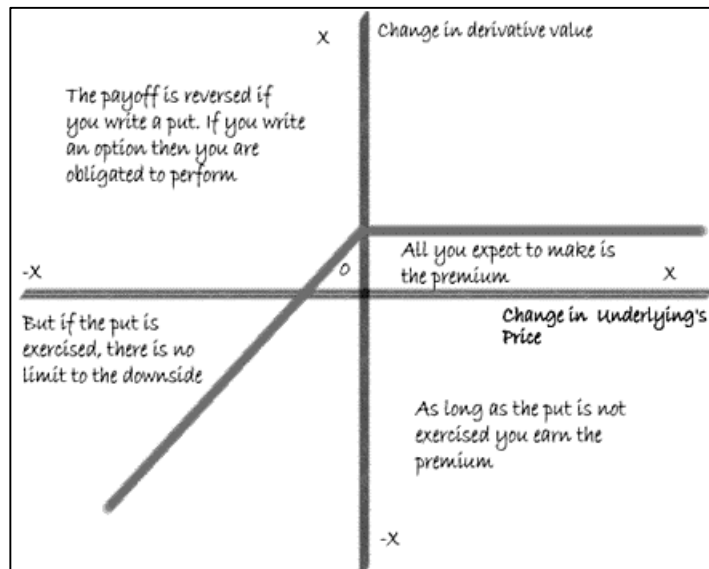 X
Change in derivative value
The payoff is reversed if
you write a put. If you write
an option then you are
obligated to perform
All you expect to make is
the premium
-X
0
X
But if the put is
exercised, there is no
limit to the downside
Change in Underlying's
Price
As long as the put is not
exercised you earn the
premium
-X